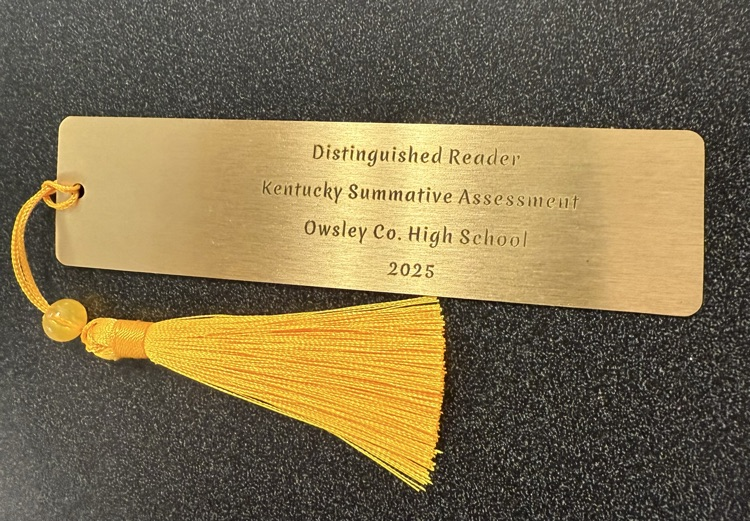 Distinguished Reader
Kentucky Summative Assessment
Owsley Co. High School
2025